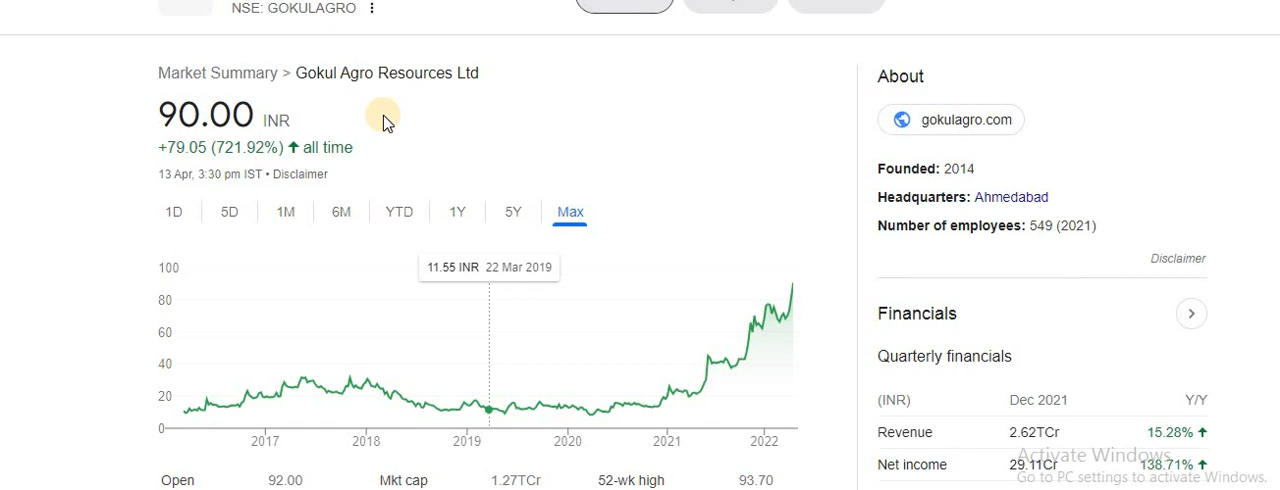 NSE: GOKULAGRO
Market Summary > Gokul Agro Resources Ltd
90.00 INR
+79.05 (721.92%) ↑ all time
13 Apr, 3:30 pm IST • Disclaimer
1D 5D 1M 6M YTD 1Y 5Y Max
11.55 INR 22 Mar 2019
100
80
60
40
20
0
2017 2018 2019 2020 2021 2022
Open 92.00 Mkt cap 1.27TCr 52-wk high 93.70
About
gokulagro.com
Founded: 2014
Headquarters: Ahmedabad
Number of employees: 549 (2021)
Disclaimer
Financials
Quarterly financials
(INR) Dec 2021 Y/Y
Revenue 2.62TCr 15.28% ↑
Net income 29.11Cr 138.71% ↑
Activate Windows
Go to PC settings to activate Windows.